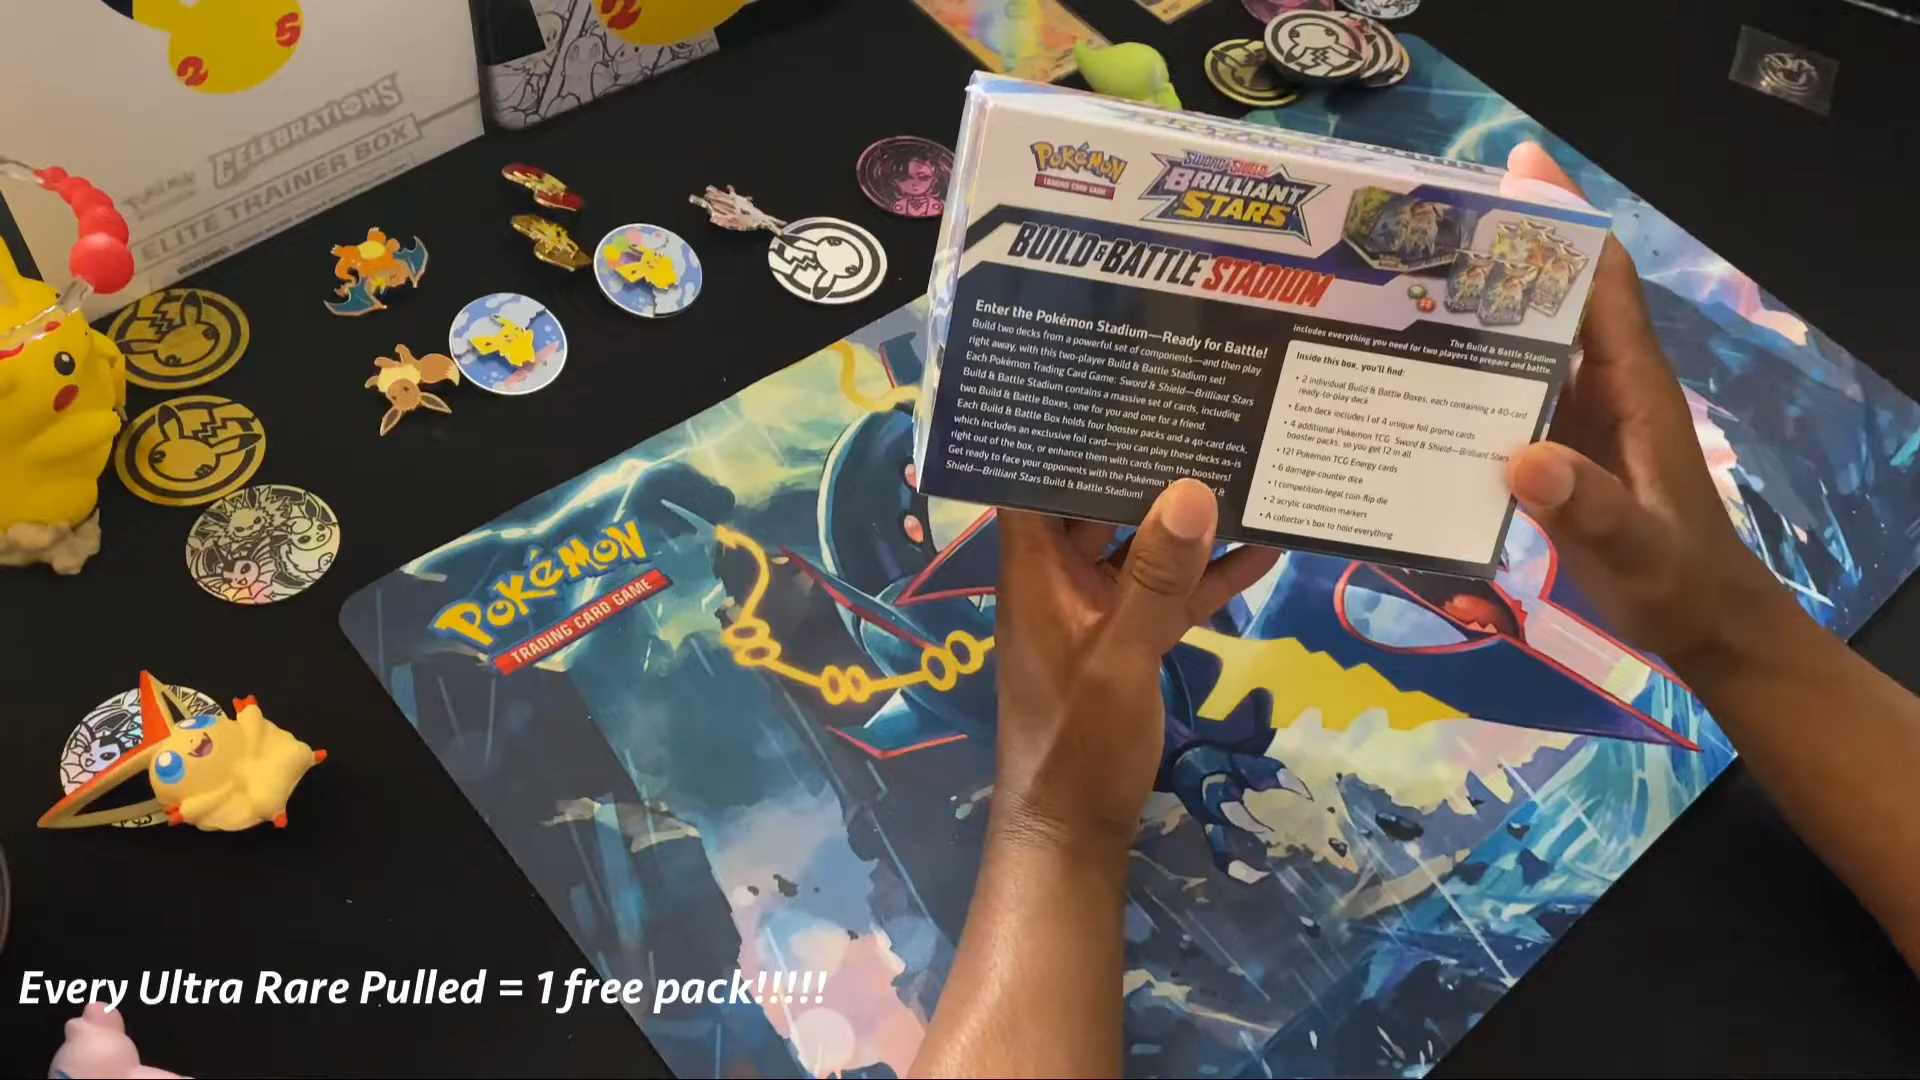 2
5
2
Pokémon
CELEBRATIONS
ELITE TRAINER BOX
Pokémon
TRADING CARD GAME
SWORD & SHIELD
BRILLIANT
STARS
BUILD & BATTLE STADIUM
Enter the Pokémon Stadium—Ready for Battle!
Build two decks from a powerful set of components—and then play
right away, with this two-player Build & Battle Stadium set!
Each Pokémon Trading Card Game: Sword & Shield—Brilliant Stars
Build & Battle Stadium contains a massive set of cards, including
two Build & Battle Boxes, one for you and one for a friend.
Each Build & Battle Box holds four booster packs and a 40-card deck,
which includes an exclusive foil card—you can play these decks as-is
right out of the box, or enhance them with cards from the boosters!
Get ready to face your opponents with the Pokémon &
Shield—Brilliant Stars Build & Battle Stadium!
The Build & Battle Stadium
includes everything you need for two players to prepare and battle.
Inside this box, you'll find:
• 2 individual Build & Battle Boxes, each containing a 40-card
ready-to-play deck
• Each deck includes 1 of 4 unique foil promo cards
• 4 additional Pokémon TCG: Sword & Shield—Brilliant Stars
booster packs, so you get 12 in all
• 121 Pokémon TCG Energy cards
• 6 damage-counter dice
• 1 competition-legal coin-flip die
• 2 acrylic condition markers
• A collector's box to hold everything
POKÉMON
TRADING CARD GAME
Every Ultra Rare Pulled = 1 free pack!!!!!